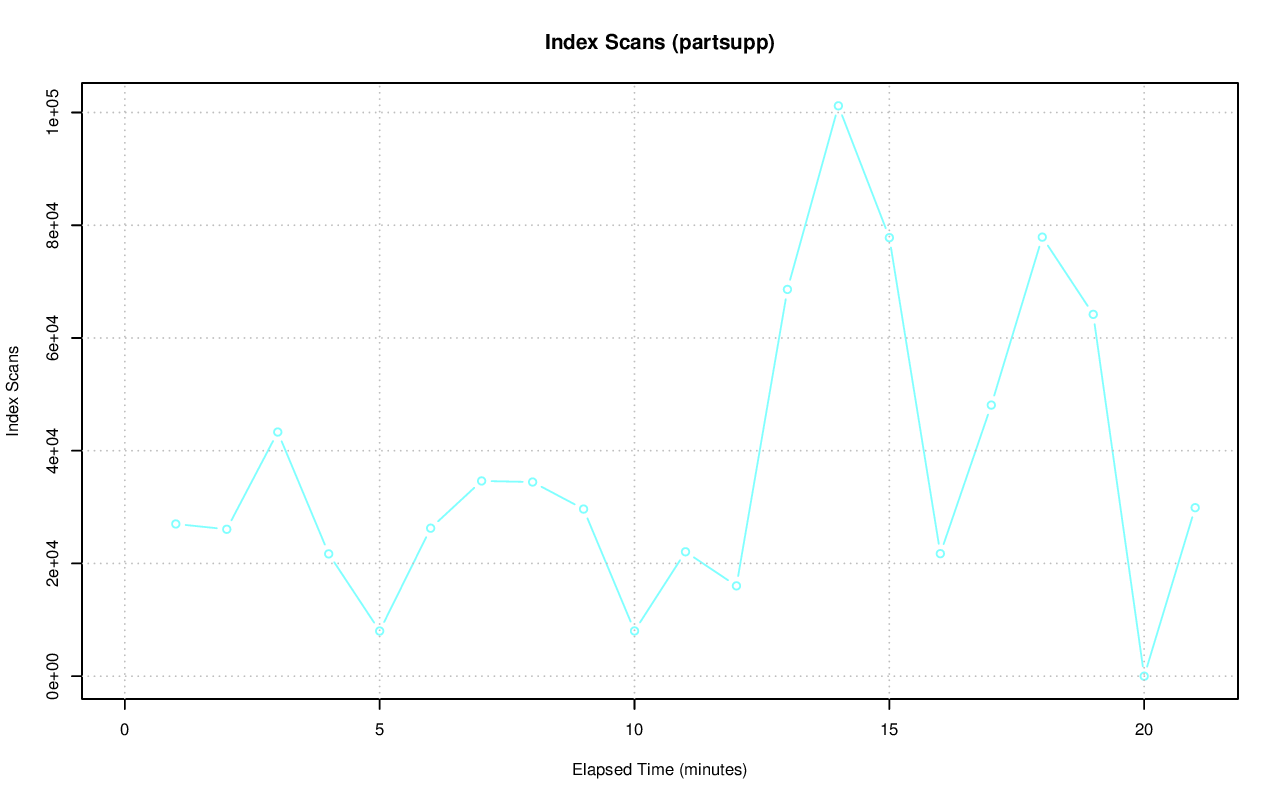 Index Scans (partsupp)
1e+05
8e+04
6e+04
4e+04
2e+04
0e+00
Index Scans
0 5 10 15 20
Elapsed Time (minutes)